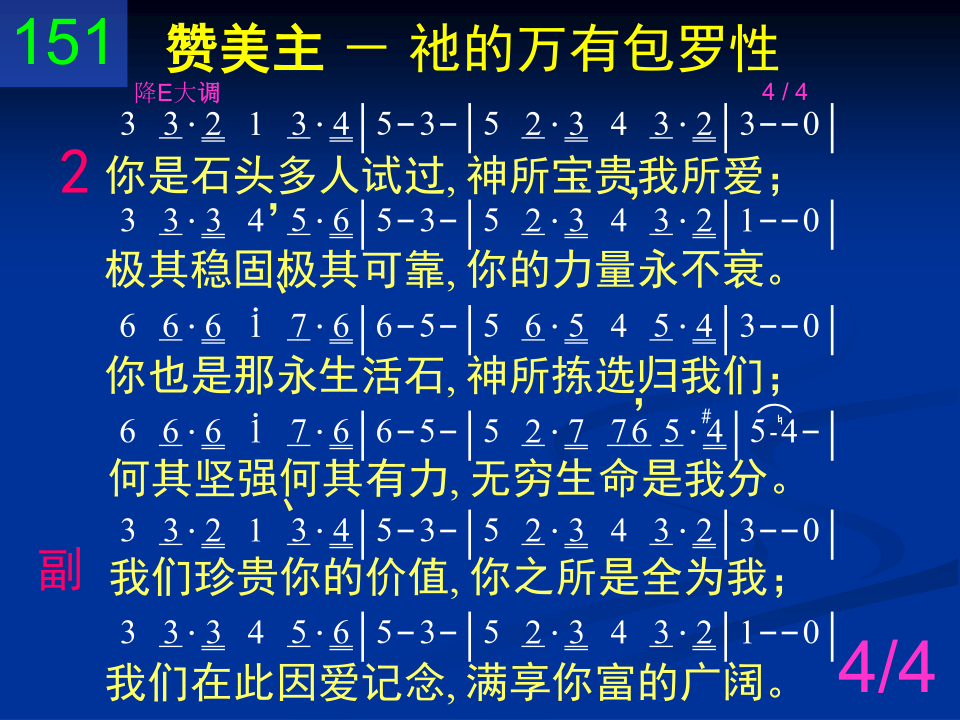 151 赞美主 － 祂的万有包罗性
降E大调 4 / 4
3 3·2 1 3·4|5-3-|5 2·3 4 3·2|3--0|
2 你是石头多人试过, 神所宝贵,我所爱；
3 3·3 4, 5·6|5-3-|5 2·3 4 3·2|1--0|
极其稳固、极其可靠, 你的力量永不衰。
6 6·6 i 7·6|6-5-|5 6·5 4 5·4|3--0|
你也是那永生活石, 神所拣选,归我们；
6 6·6 i 7·6|6-5-|5 2·7 76 5·#4|5-♮4-|
何其坚强、何其有力, 无穷生命是我分。
3 3·2 1 3·4|5-3-|5 2·3 4 3·2|3--0|
副 我们珍贵你的价值, 你之所是全为我；
3 3·3 4 5·6|5-3-|5 2·3 4 3·2|1--0|
我们在此因爱记念, 满享你富的广阔。
4/4